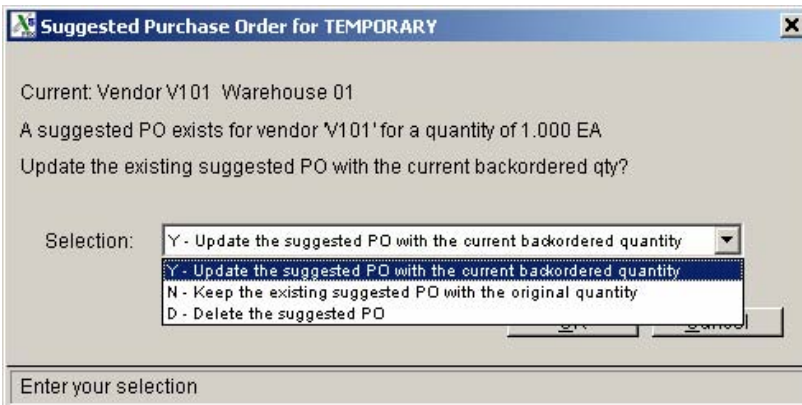 Suggested Purchase Order for TEMPORARY
Current: Vendor V101 Warehouse 01
A suggested PO exists for vendor 'V101' for a quantity of 1.000 EA
Update the existing suggested PO with the current backordered qty?
Selection: Y - Update the suggested PO with the current backordered quantity
Y - Update the suggested PO with the current backordered quantity
N - Keep the existing suggested PO with the original quantity
D - Delete the suggested PO
OK Cancel
Enter your selection